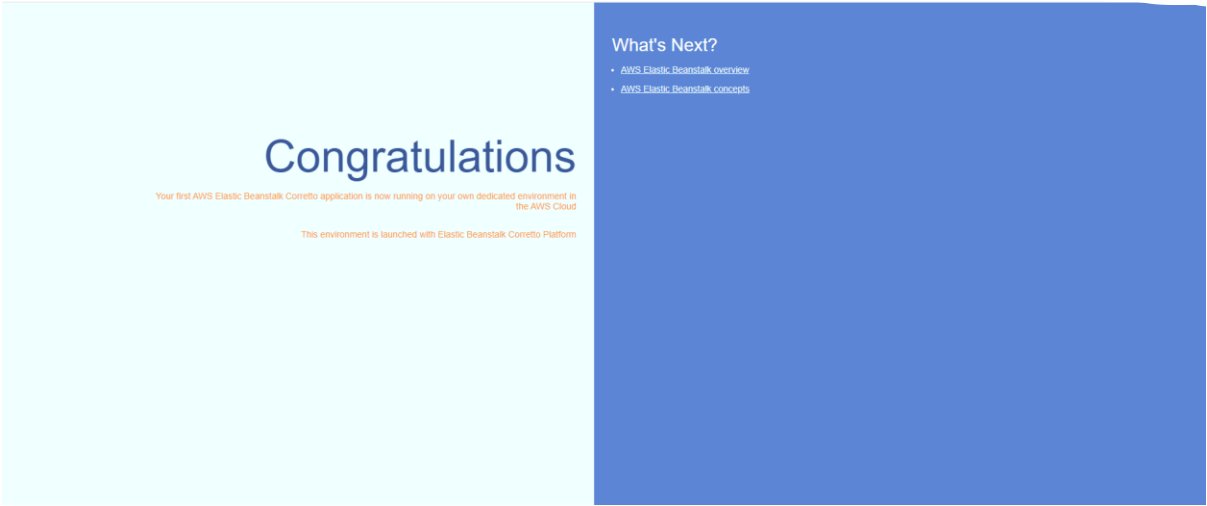 Congratulations
Your first AWS Elastic Beanstalk Corretto application is now running on your own dedicated environment in
the AWS Cloud
This environment is launched with Elastic Beanstalk Corretto Platform
What's Next?
AWS Elastic Beanstalk overview
AWS Elastic Beanstalk concepts